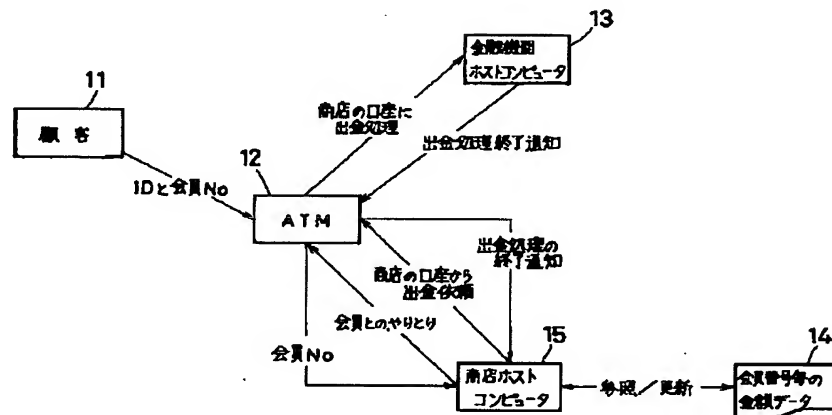 11
顧客
IDと会員No
12
ATM
商店の口座に
出金処理
13
金融機関
ホストコンピュータ
出金処理終了通知
出金処理の
終了通知
商店の口座から
出金依頼
会員とのやりとり
会員No
15
商店ホスト
コンピュータ
参照/更新
14
会員番号毎の
金額データ